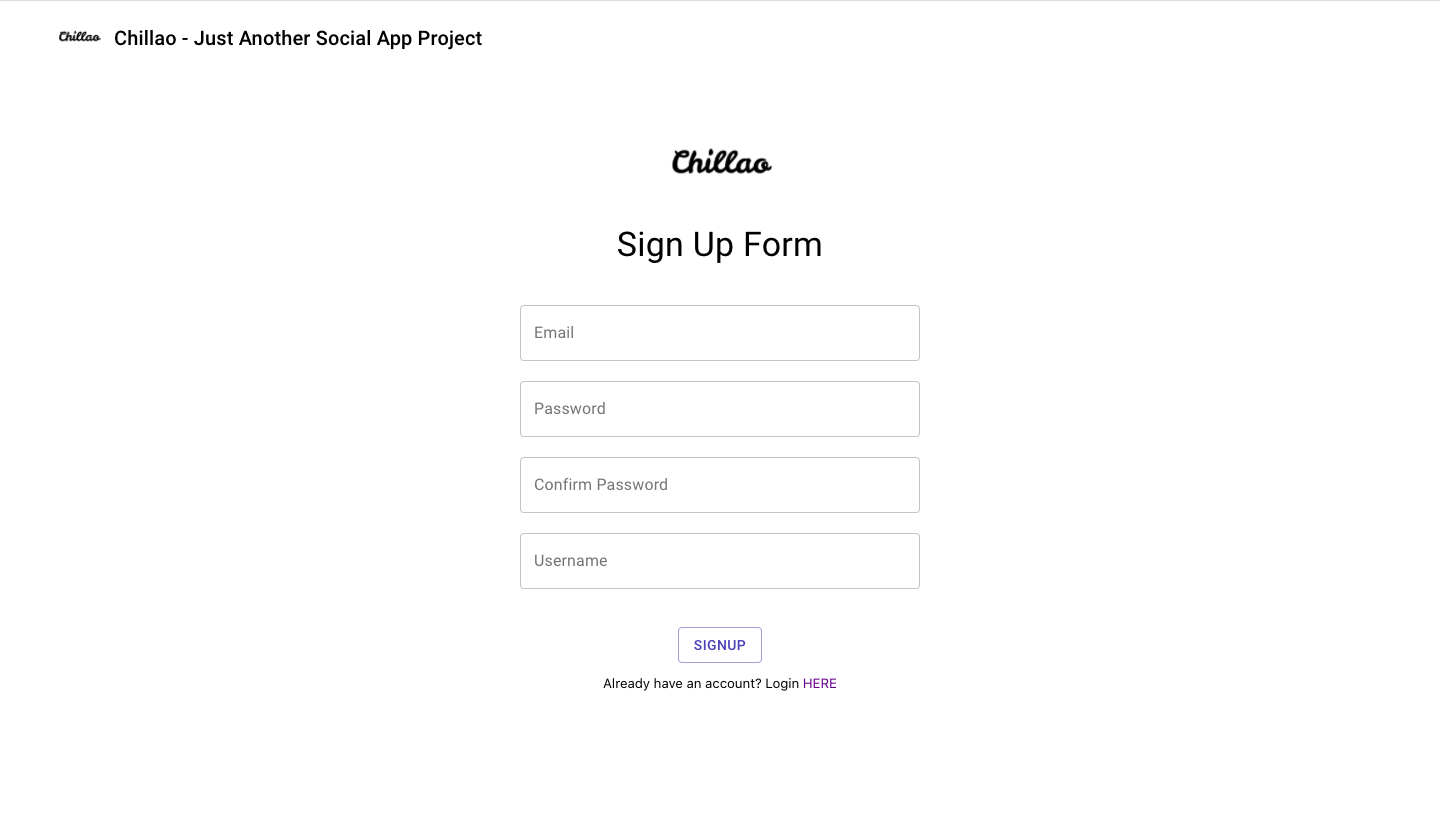 Chillao Chillao - Just Another Social App Project
Chillao
Sign Up Form
Email
Password
Confirm Password
Username
SIGNUP
Already have an account? Login HERE